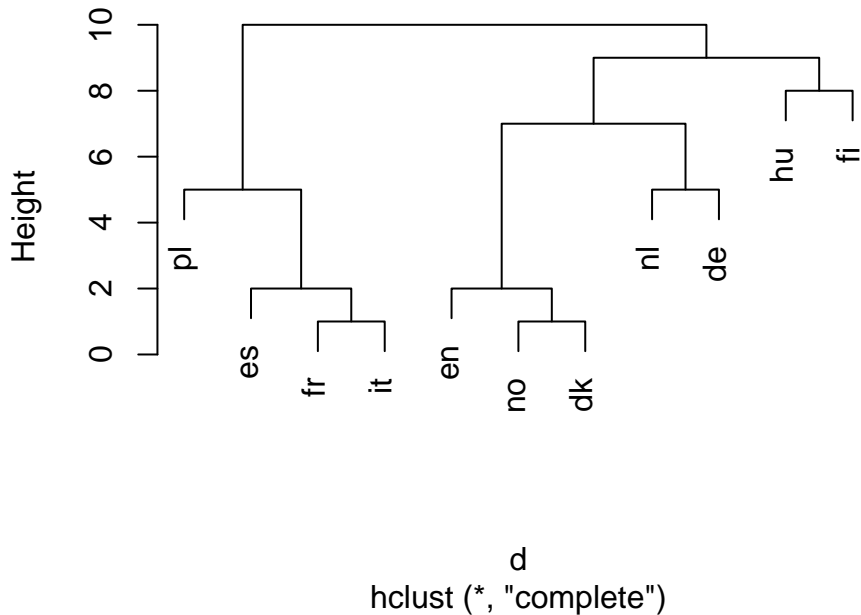 Height
10
8
6
4
2
0
pl
es
fr
it
en
no
dk
nl
de
hu
fi
d
hclust (*, "complete")